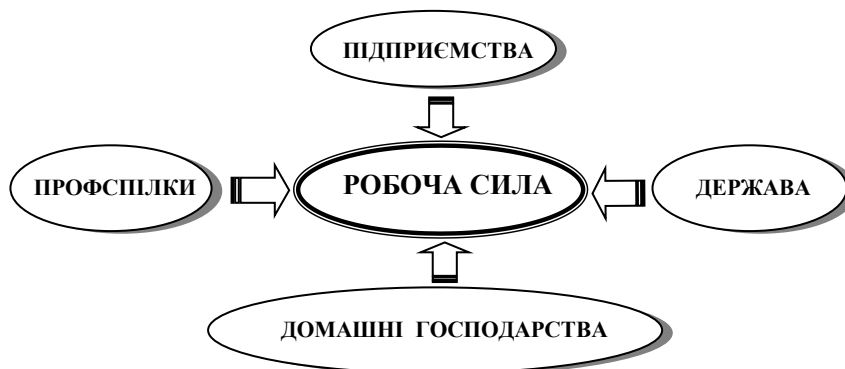 ПІДПРИЄМСТВА
ПРОФСПІЛКИ
РОБОЧА СИЛА
ДЕРЖАВА
ДОМАШНІ ГОСПОДАРСТВА